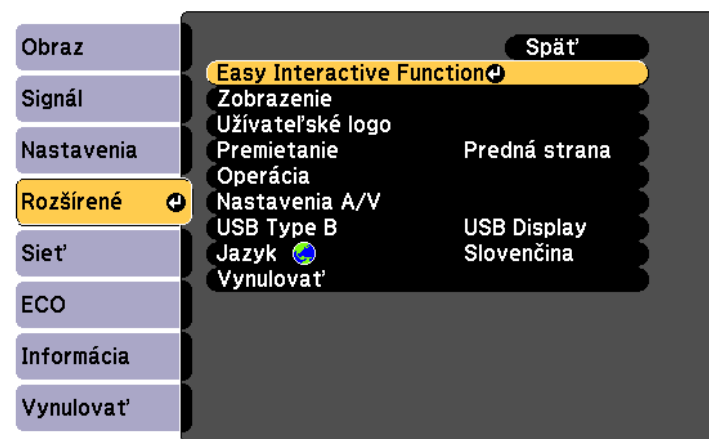 Obraz
Signál
Nastavenia
Rozšírené
Sieť
ECO
Informácia
Vynulovať
Späť
Easy Interactive Function
Zobrazenie
Užívateľské logo
Premietanie Predná strana
Operácia
Nastavenia A/V
USB Type B USB Display
Jazyk Slovenčina
Vynulovať